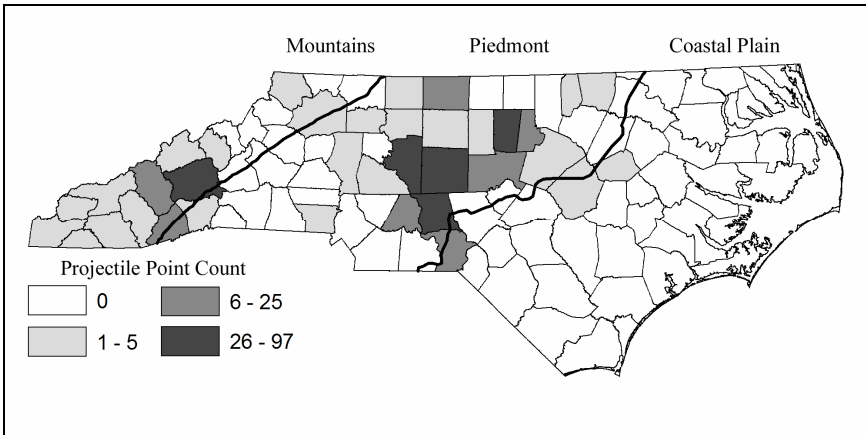 Mountains Piedmont Coastal Plain
Projectile Point Count
0 6 - 25
1 - 5 26 - 97